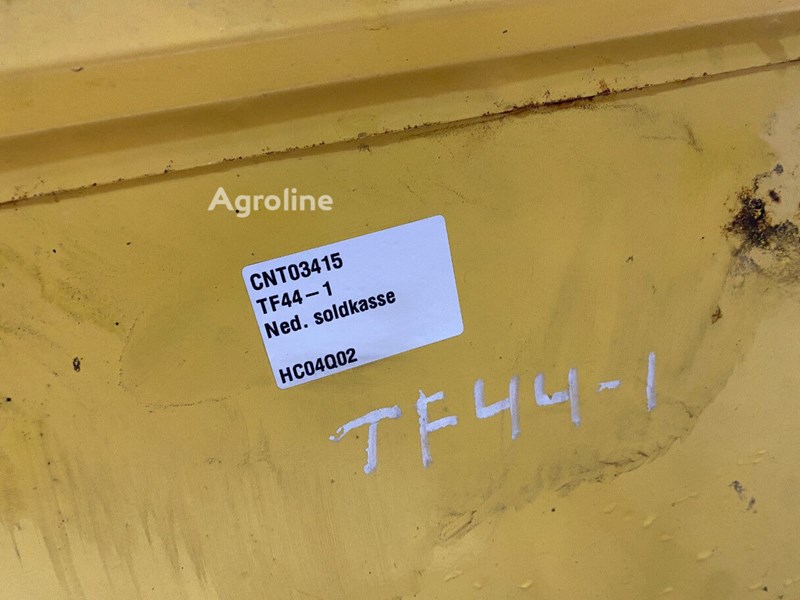 Agroline
CNT03415
TF44-1
Ned. soldkasse
HC04Q02
TF44-1